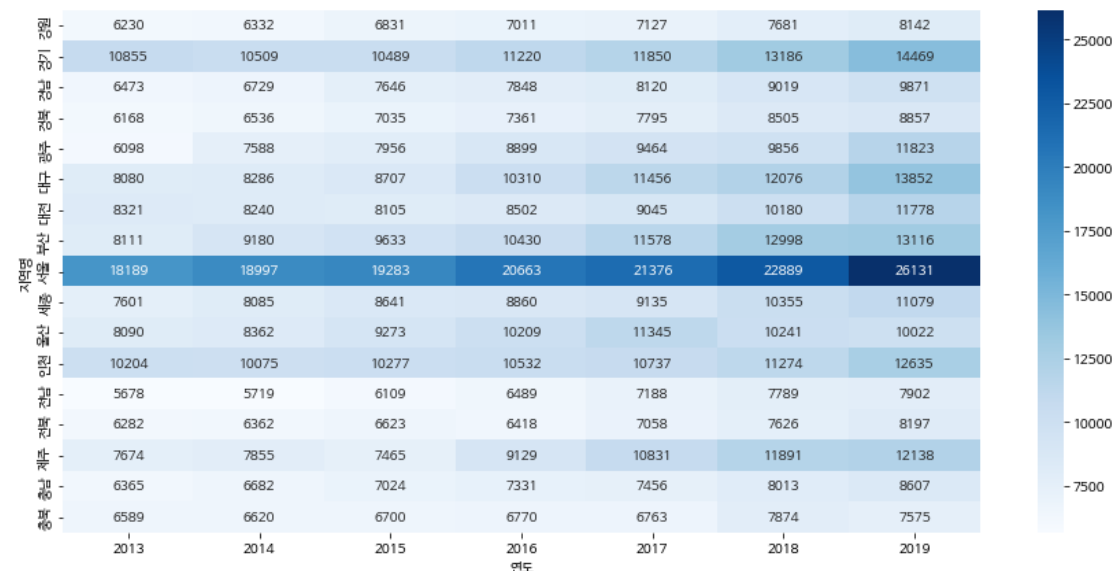 강원 6230 6332 6831 7011 7127 7681 8142
경기 10855 10509 10489 11220 11850 13186 14469
경남 6473 6729 7646 7848 8120 9019 9871
경북 6168 6536 7035 7361 7795 8505 8857
광주 6098 7588 7956 8899 9464 9856 11823
대구 8080 8286 8707 10310 11456 12076 13852
대전 8321 8240 8105 8502 9045 10180 11778
부산 8111 9180 9633 10430 11578 12998 13116
서울 18189 18997 19283 20663 21376 22889 26131
세종 7601 8085 8641 8860 9135 10355 11079
울산 8090 8362 9273 10209 11345 10241 10022
인천 10204 10075 10277 10532 10737 11274 12635
전남 5678 5719 6109 6489 7188 7789 7902
전북 6282 6362 6623 6418 7058 7626 8197
제주 7674 7855 7465 9129 10831 11891 12138
충남 6365 6682 7024 7331 7456 8013 8607
충북 6589 6620 6700 6770 6763 7874 7575
2013 2014 2015 2016 2017 2018 2019
연도
지역명
25000
22500
20000
17500
15000
12500
10000
7500